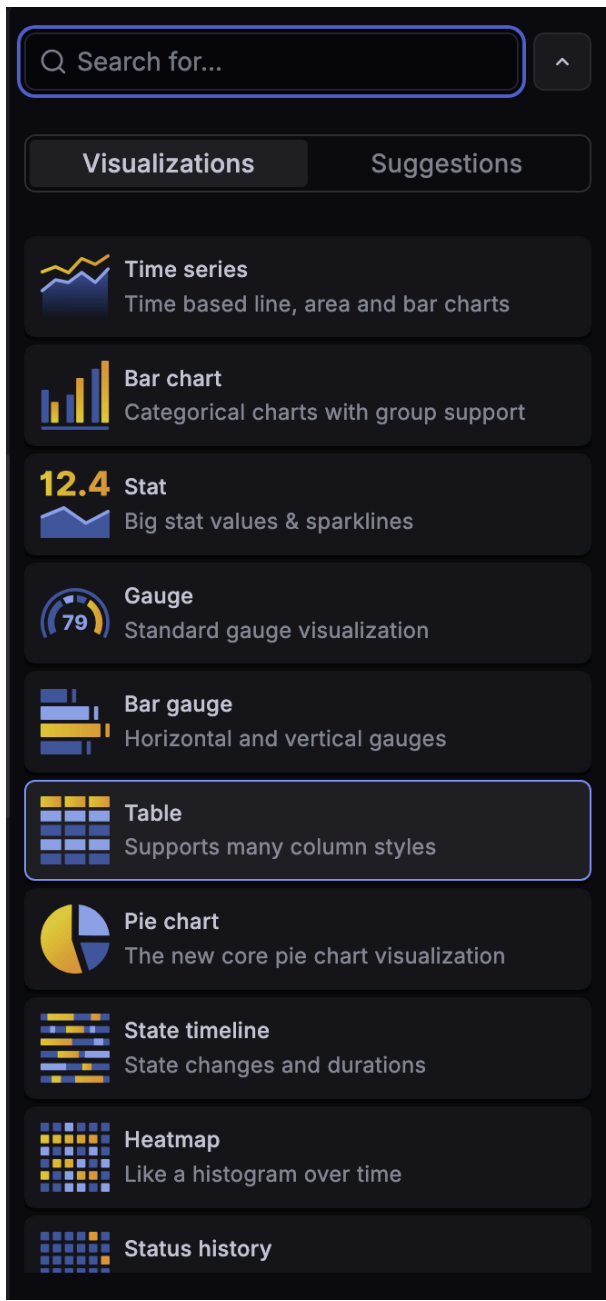 Search for...
Visualizations
Suggestions
Time series
Time based line, area and bar charts
Bar chart
Categorical charts with group support
12.4
Stat
Big stat values & sparklines
79
Gauge
Standard gauge visualization
Bar gauge
Horizontal and vertical gauges
Table
Supports many column styles
Pie chart
The new core pie chart visualization
State timeline
State changes and durations
Heatmap
Like a histogram over time
Status history